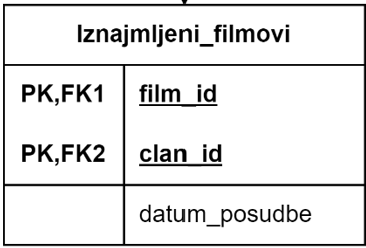 Iznajmljeni_filmovi
PK,FK1 film_id
PK,FK2 clan_id
datum_posudbe